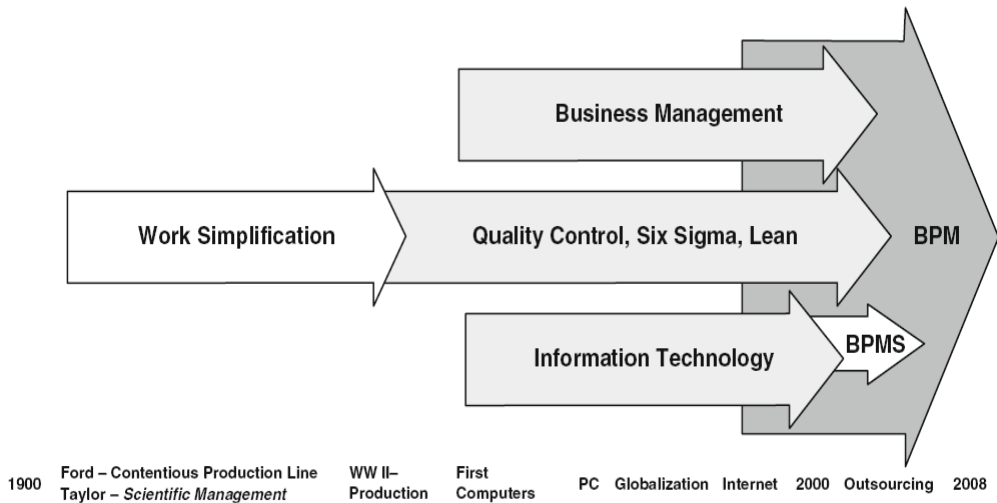 Business Management
Work Simplification
Quality Control, Six Sigma, Lean
BPM
Information Technology
BPMS
1900
Ford – Contentious Production Line
Taylor – Scientific Management
WW II–
Production
First
Computers
PC Globalization Internet 2000 Outsourcing 2008